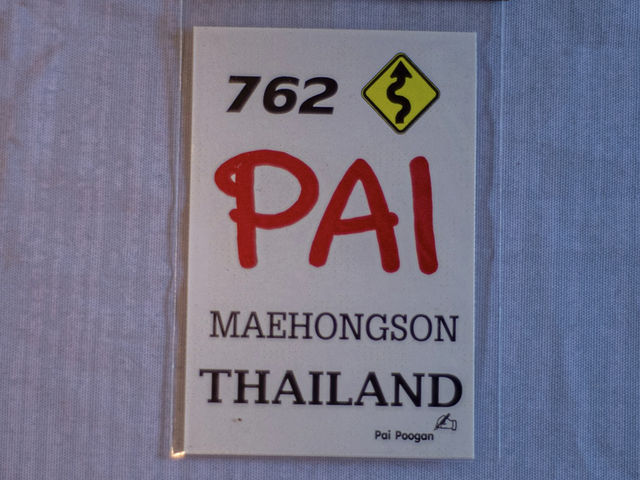 762
PAI
MAEHONGSON
THAILAND
Pai Poogan